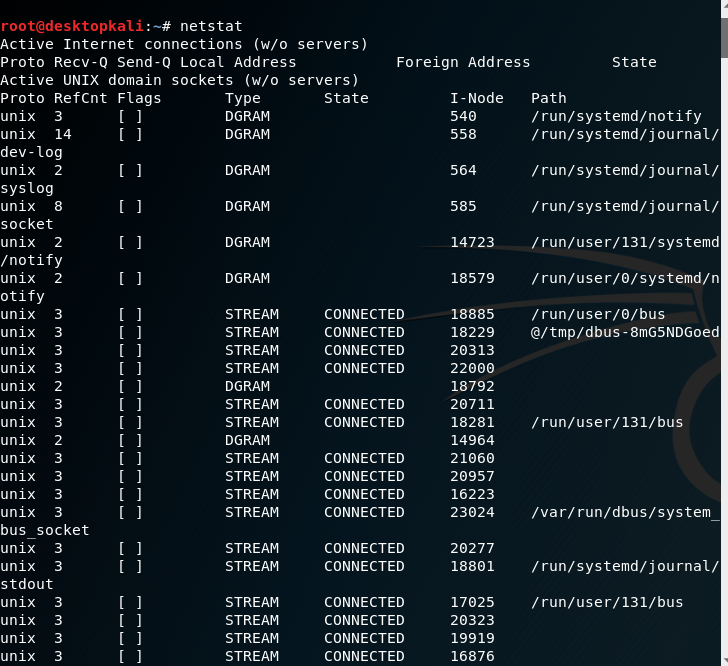 root@desktopkali:~# netstat
Active Internet connections (w/o servers)
Proto Recv-Q Send-Q Local Address           Foreign Address         State
Active UNIX domain sockets (w/o servers)
Proto RefCnt Flags       Type       State         I-Node   Path
unix  3      [ ]         DGRAM                    540      /run/systemd/notify
unix  14     [ ]         DGRAM                    558      /run/systemd/journal/
dev-log
unix  2      [ ]         DGRAM                    564      /run/systemd/journal/
syslog
unix  8      [ ]         DGRAM                    585      /run/systemd/journal/
socket
unix  2      [ ]         DGRAM                    14723    /run/user/131/systemd
/notify
unix  2      [ ]         DGRAM                    18579    /run/user/0/systemd/n
otify
unix  3      [ ]         STREAM     CONNECTED     18885    /run/user/0/bus
unix  3      [ ]         STREAM     CONNECTED     18229    @/tmp/dbus-8mG5NDGoed
unix  3      [ ]         STREAM     CONNECTED     20313
unix  3      [ ]         STREAM     CONNECTED     22000
unix  2      [ ]         DGRAM                    18792
unix  3      [ ]         STREAM     CONNECTED     20711
unix  3      [ ]         STREAM     CONNECTED     18281    /run/user/131/bus
unix  2      [ ]         DGRAM                    14964
unix  3      [ ]         STREAM     CONNECTED     21060
unix  3      [ ]         STREAM     CONNECTED     20957
unix  3      [ ]         STREAM     CONNECTED     16223
unix  3      [ ]         STREAM     CONNECTED     23024    /var/run/dbus/system_
bus_socket
unix  3      [ ]         STREAM     CONNECTED     20277
unix  3      [ ]         STREAM     CONNECTED     18801    /run/systemd/journal/
stdout
unix  3      [ ]         STREAM     CONNECTED     17025    /run/user/131/bus
unix  3      [ ]         STREAM     CONNECTED     20323
unix  3      [ ]         STREAM     CONNECTED     19919
unix  3      [ ]         STREAM     CONNECTED     16876